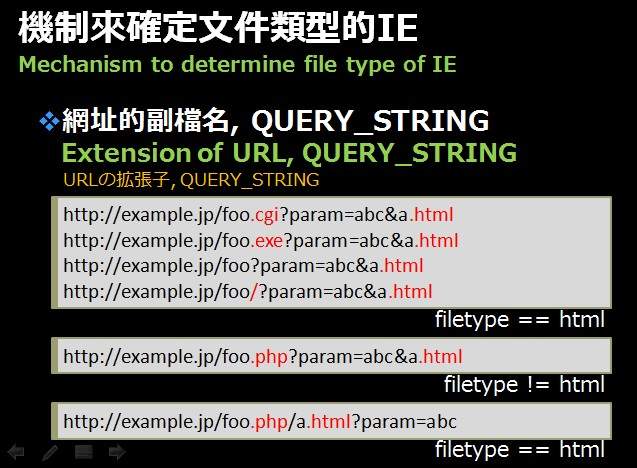 機制來確定文件類型的IE
Mechanism to determine file type of IE
網址的副檔名, QUERY_STRING
Extension of URL, QUERY_STRING
URLの拡張子, QUERY_STRING
http://example.jp/foo.cgi?param=abc&a.html
http://example.jp/foo.exe?param=abc&a.html
http://example.jp/foo?param=abc&a.html
http://example.jp/foo/?param=abc&a.html
filetype == html
http://example.jp/foo.php?param=abc&a.html
filetype != html
http://example.jp/foo.php/a.html?param=abc
filetype == html